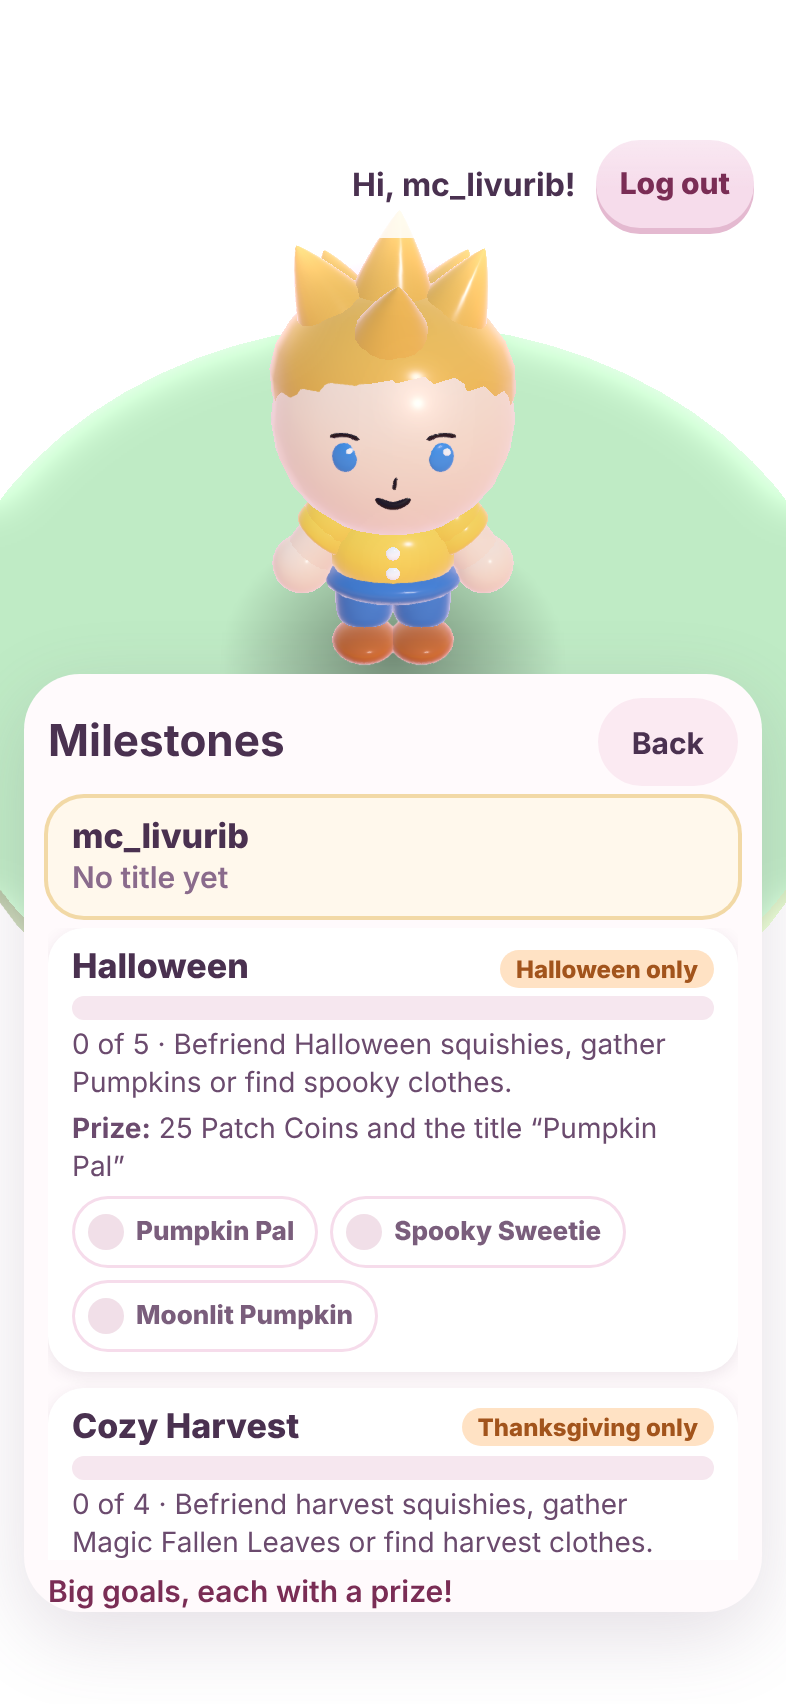 Hi, mc_livurib!
Log out
Milestones
Back
mc_livurib
No title yet
Halloween
Halloween only
0 of 5 · Befriend Halloween squishies, gather
Pumpkins or find spooky clothes.
Prize: 25 Patch Coins and the title “Pumpkin
Pal”
Pumpkin Pal
Spooky Sweetie
Moonlit Pumpkin
Cozy Harvest
Thanksgiving only
0 of 4 · Befriend harvest squishies, gather
Magic Fallen Leaves or find harvest clothes.
Big goals, each with a prize!